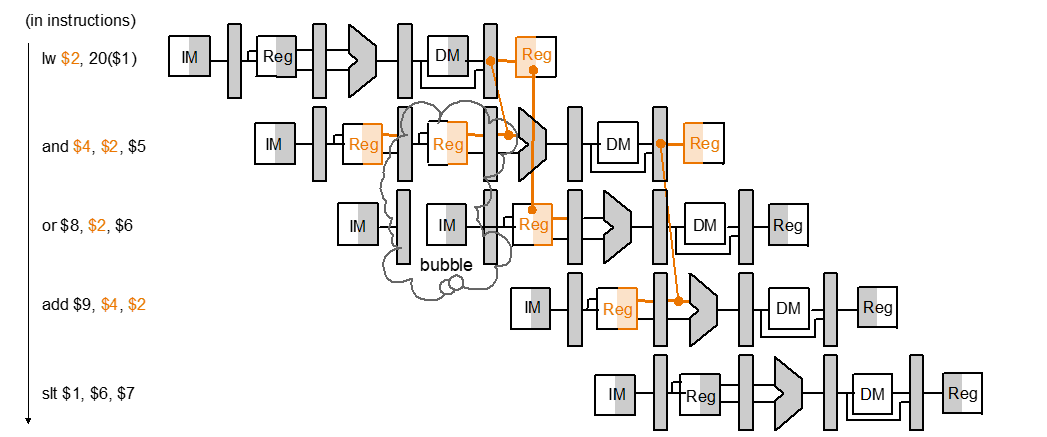 (in instructions)
lw $2, 20($1)
IM Reg DM Reg
and $4, $2, $5
IM Reg Reg DM Reg
or $8, $2, $6
IM IM Reg DM Reg
bubble
add $9, $4, $2
IM Reg DM Reg
slt $1, $6, $7
IM Reg DM Reg